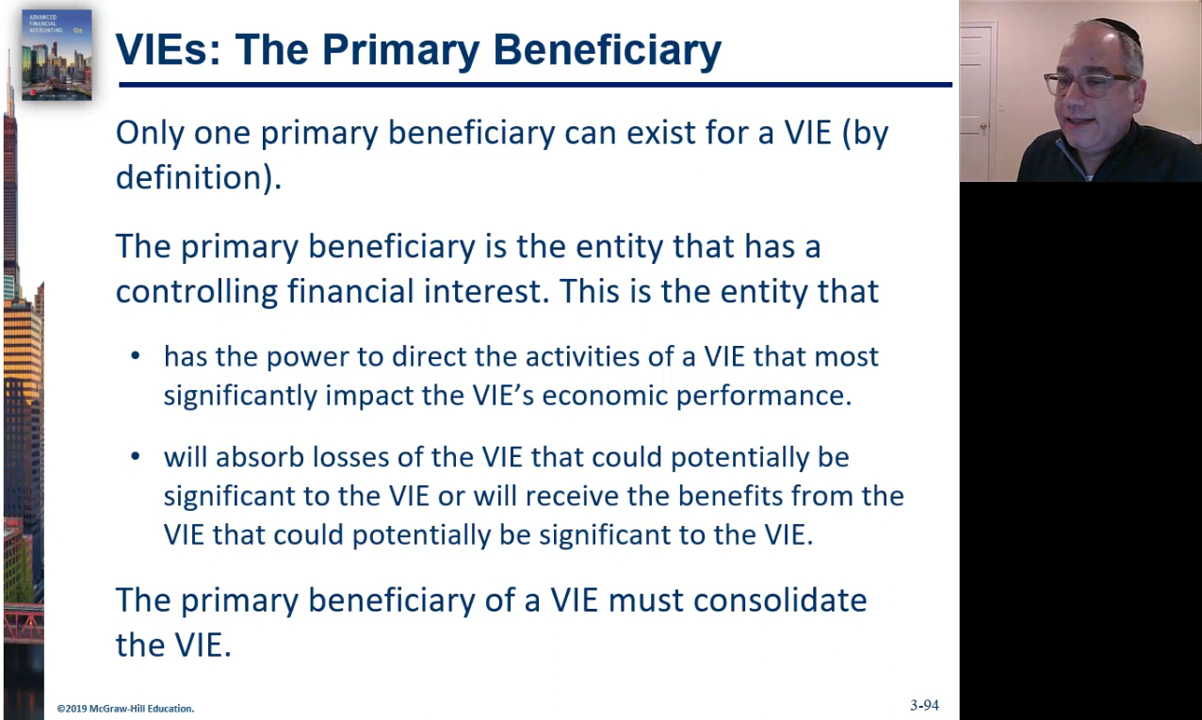 ADVANCED
FINANCIAL
ACCOUNTING 12e
VIEs: The Primary Beneficiary
Only one primary beneficiary can exist for a VIE (by
definition).
The primary beneficiary is the entity that has a
controlling financial interest. This is the entity that
• has the power to direct the activities of a VIE that most
significantly impact the VIE’s economic performance.
• will absorb losses of the VIE that could potentially be
significant to the VIE or will receive the benefits from the
VIE that could potentially be significant to the VIE.
The primary beneficiary of a VIE must consolidate
the VIE.
©2019 McGraw-Hill Education.
3-94